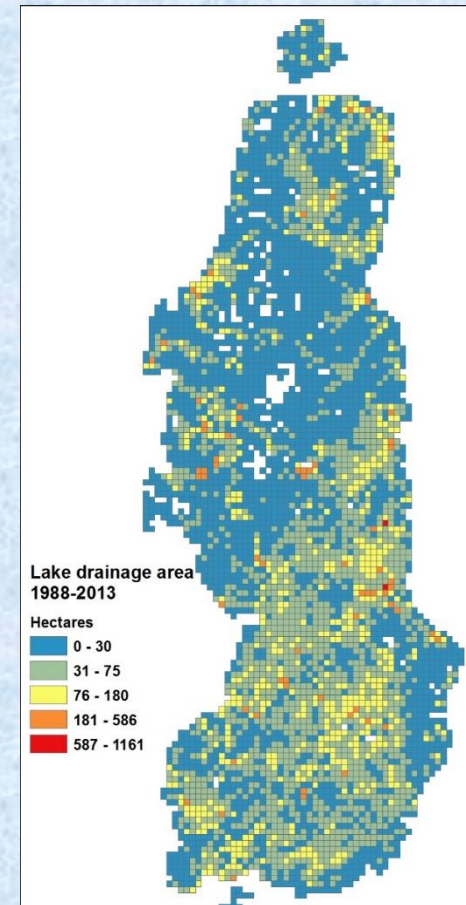 Lake drainage area
1988-2013
Hectares
0 - 30
31 - 75
76 - 180
181 - 586
587 - 1161